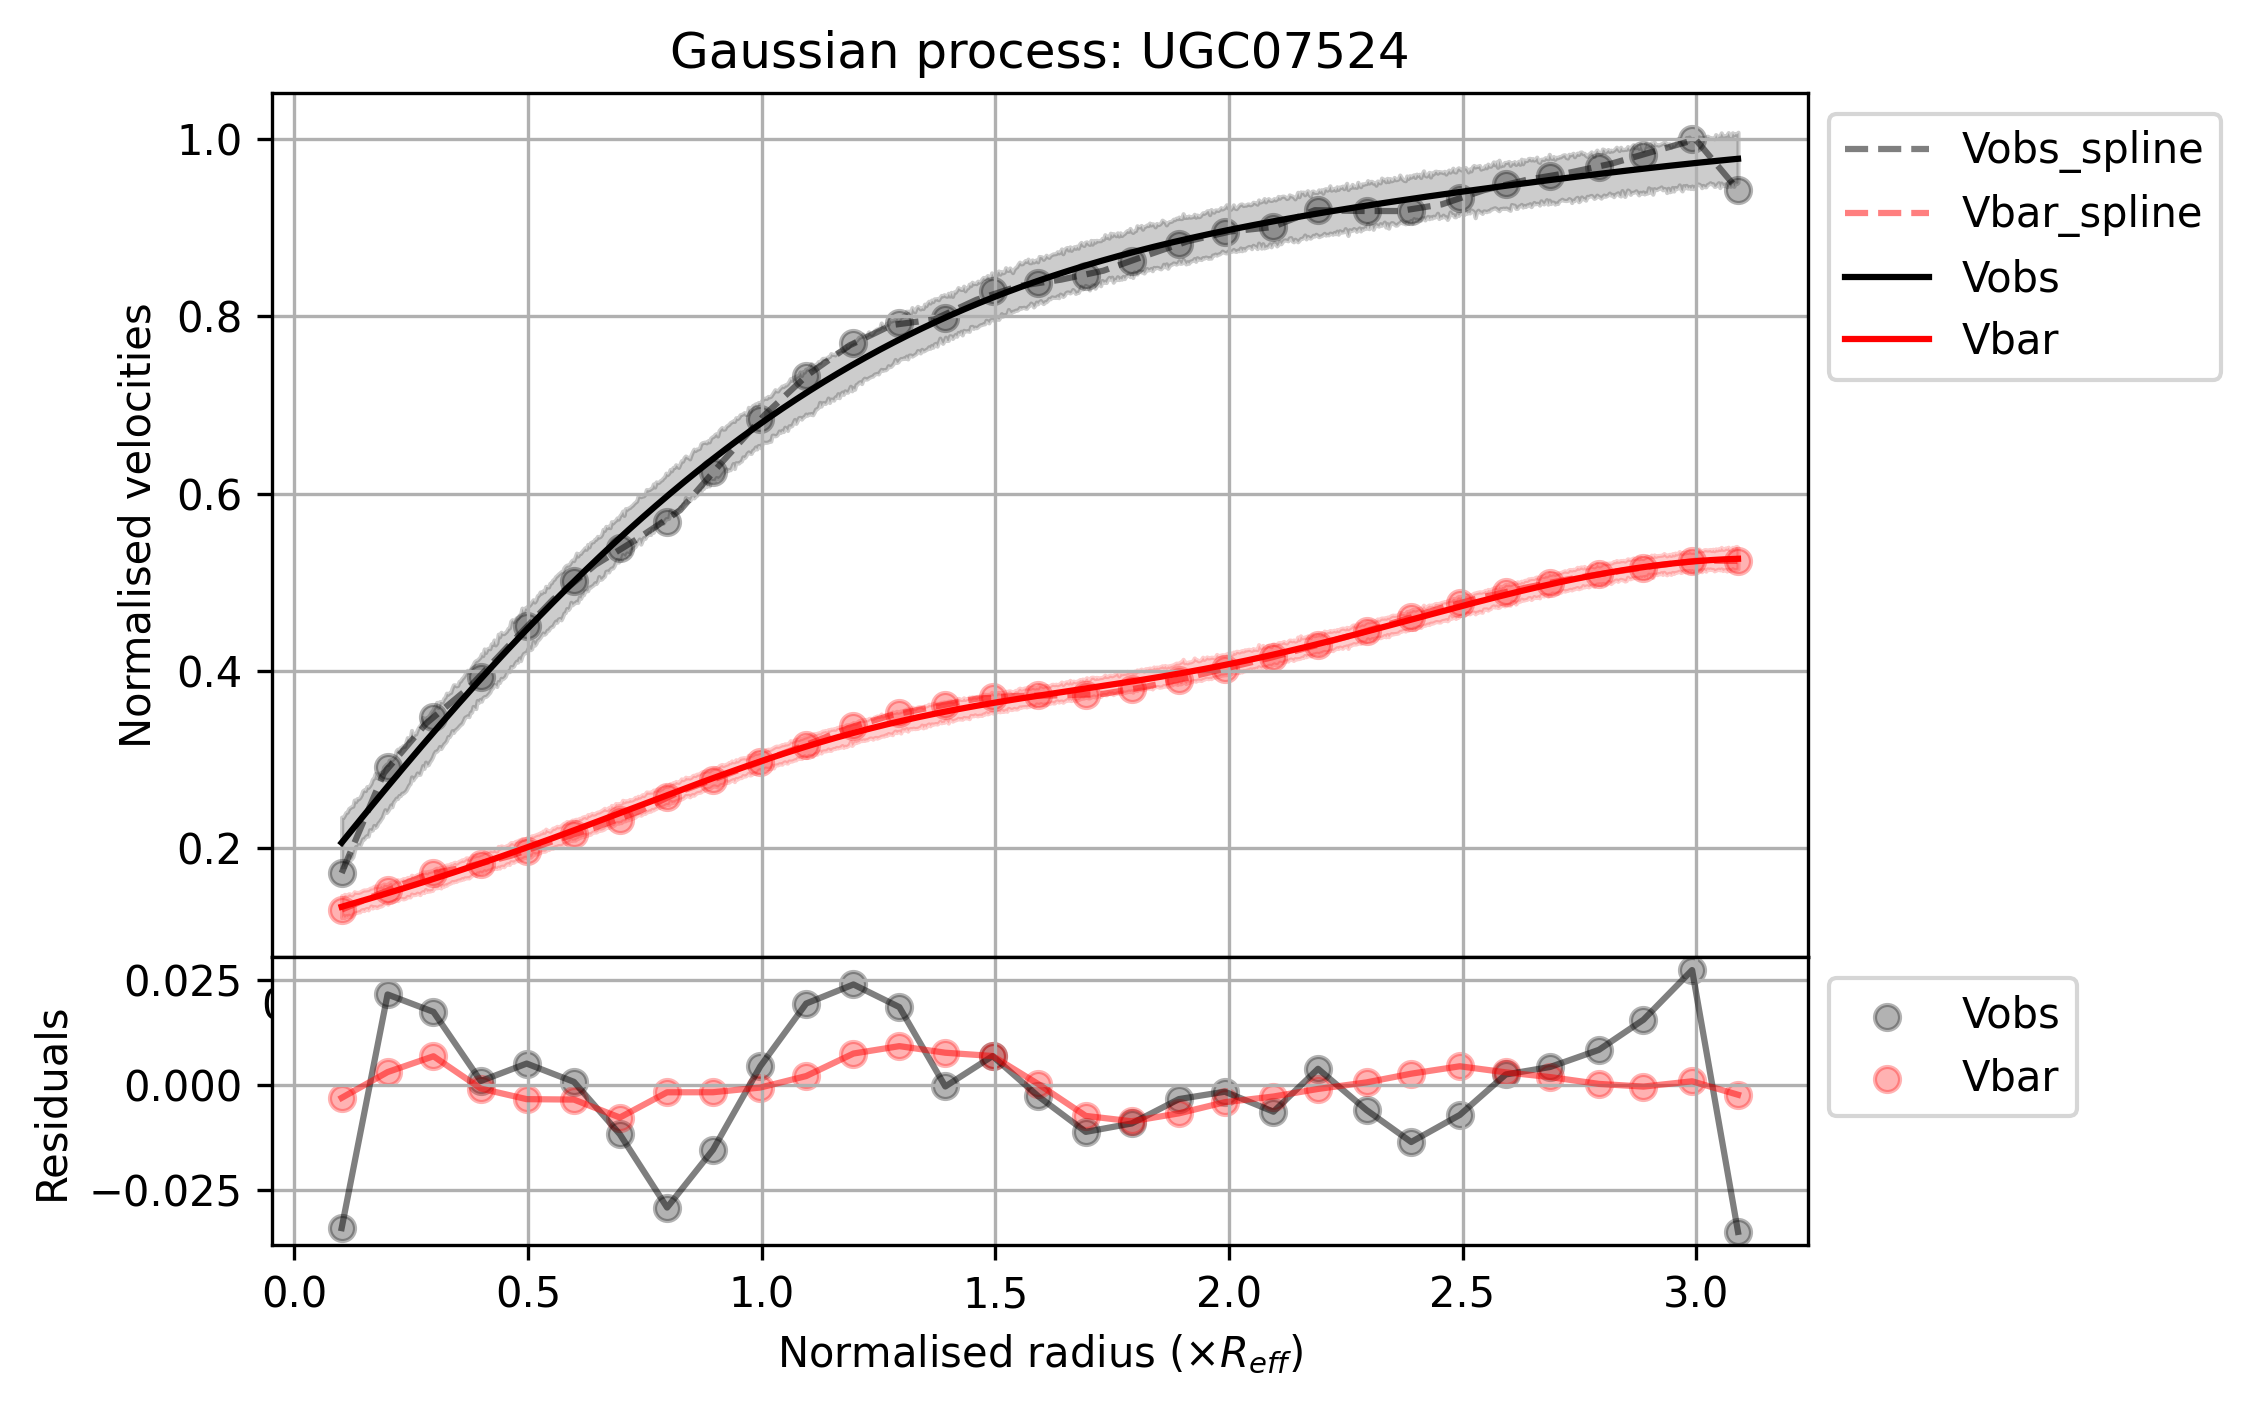 Gaussian process: UGC07524
1.0
0.8
0.6
0.4
0.2
Normalised velocities
Vobs_spline
Vbar_spline
Vobs
Vbar
0.025
0.000
−0.025
Residuals
Vobs
Vbar
0.0 0.5 1.0 1.5 2.0 2.5 3.0
Normalised radius (×R_eff)